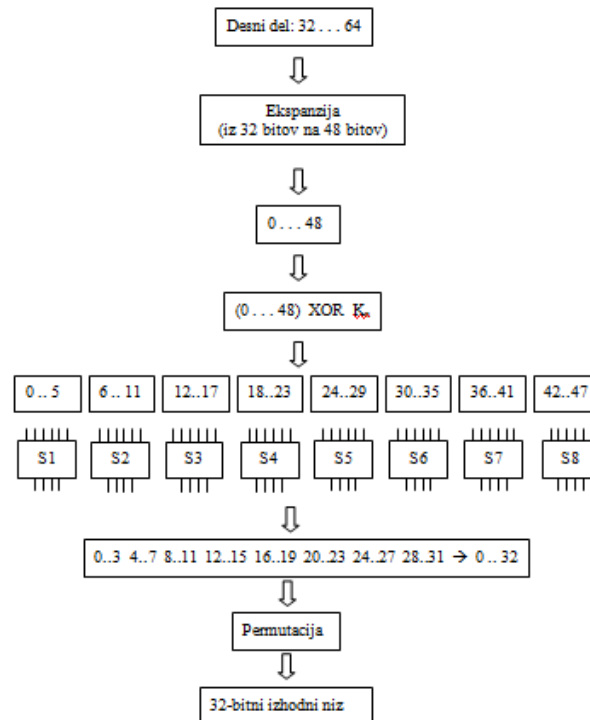 Desni del: 32 . . . 64
Ekspanzija
(iz 32 bitov na 48 bitov)
0 . . . 48
(0 . . . 48) XOR Kn
0 .. 5 6 .. 11 12..17 18..23 24..29 30..35 36..41 42..47
S1 S2 S3 S4 S5 S6 S7 S8
0..3 4..7 8..11 12..15 16..19 20..23 24..27 28..31 → 0 .. 32
Permutacija
32-bitni izhodni niz